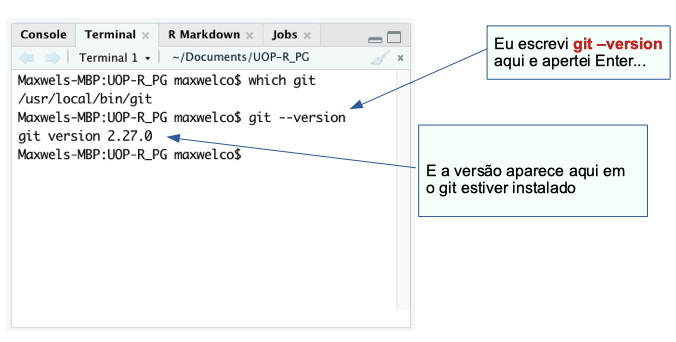 Console Terminal R Markdown Jobs
Terminal 1 ~/Documents/UOP-R_PG
Maxwels-MBP:UOP-R_PG maxwelco$ which git
/usr/local/bin/git
Maxwels-MBP:UOP-R_PG maxwelco$ git --version
git version 2.27.0
Maxwels-MBP:UOP-R_PG maxwelco$
Eu escrevi git –version
aqui e apertei Enter...
E a versão aparece aqui em
o git estiver instalado